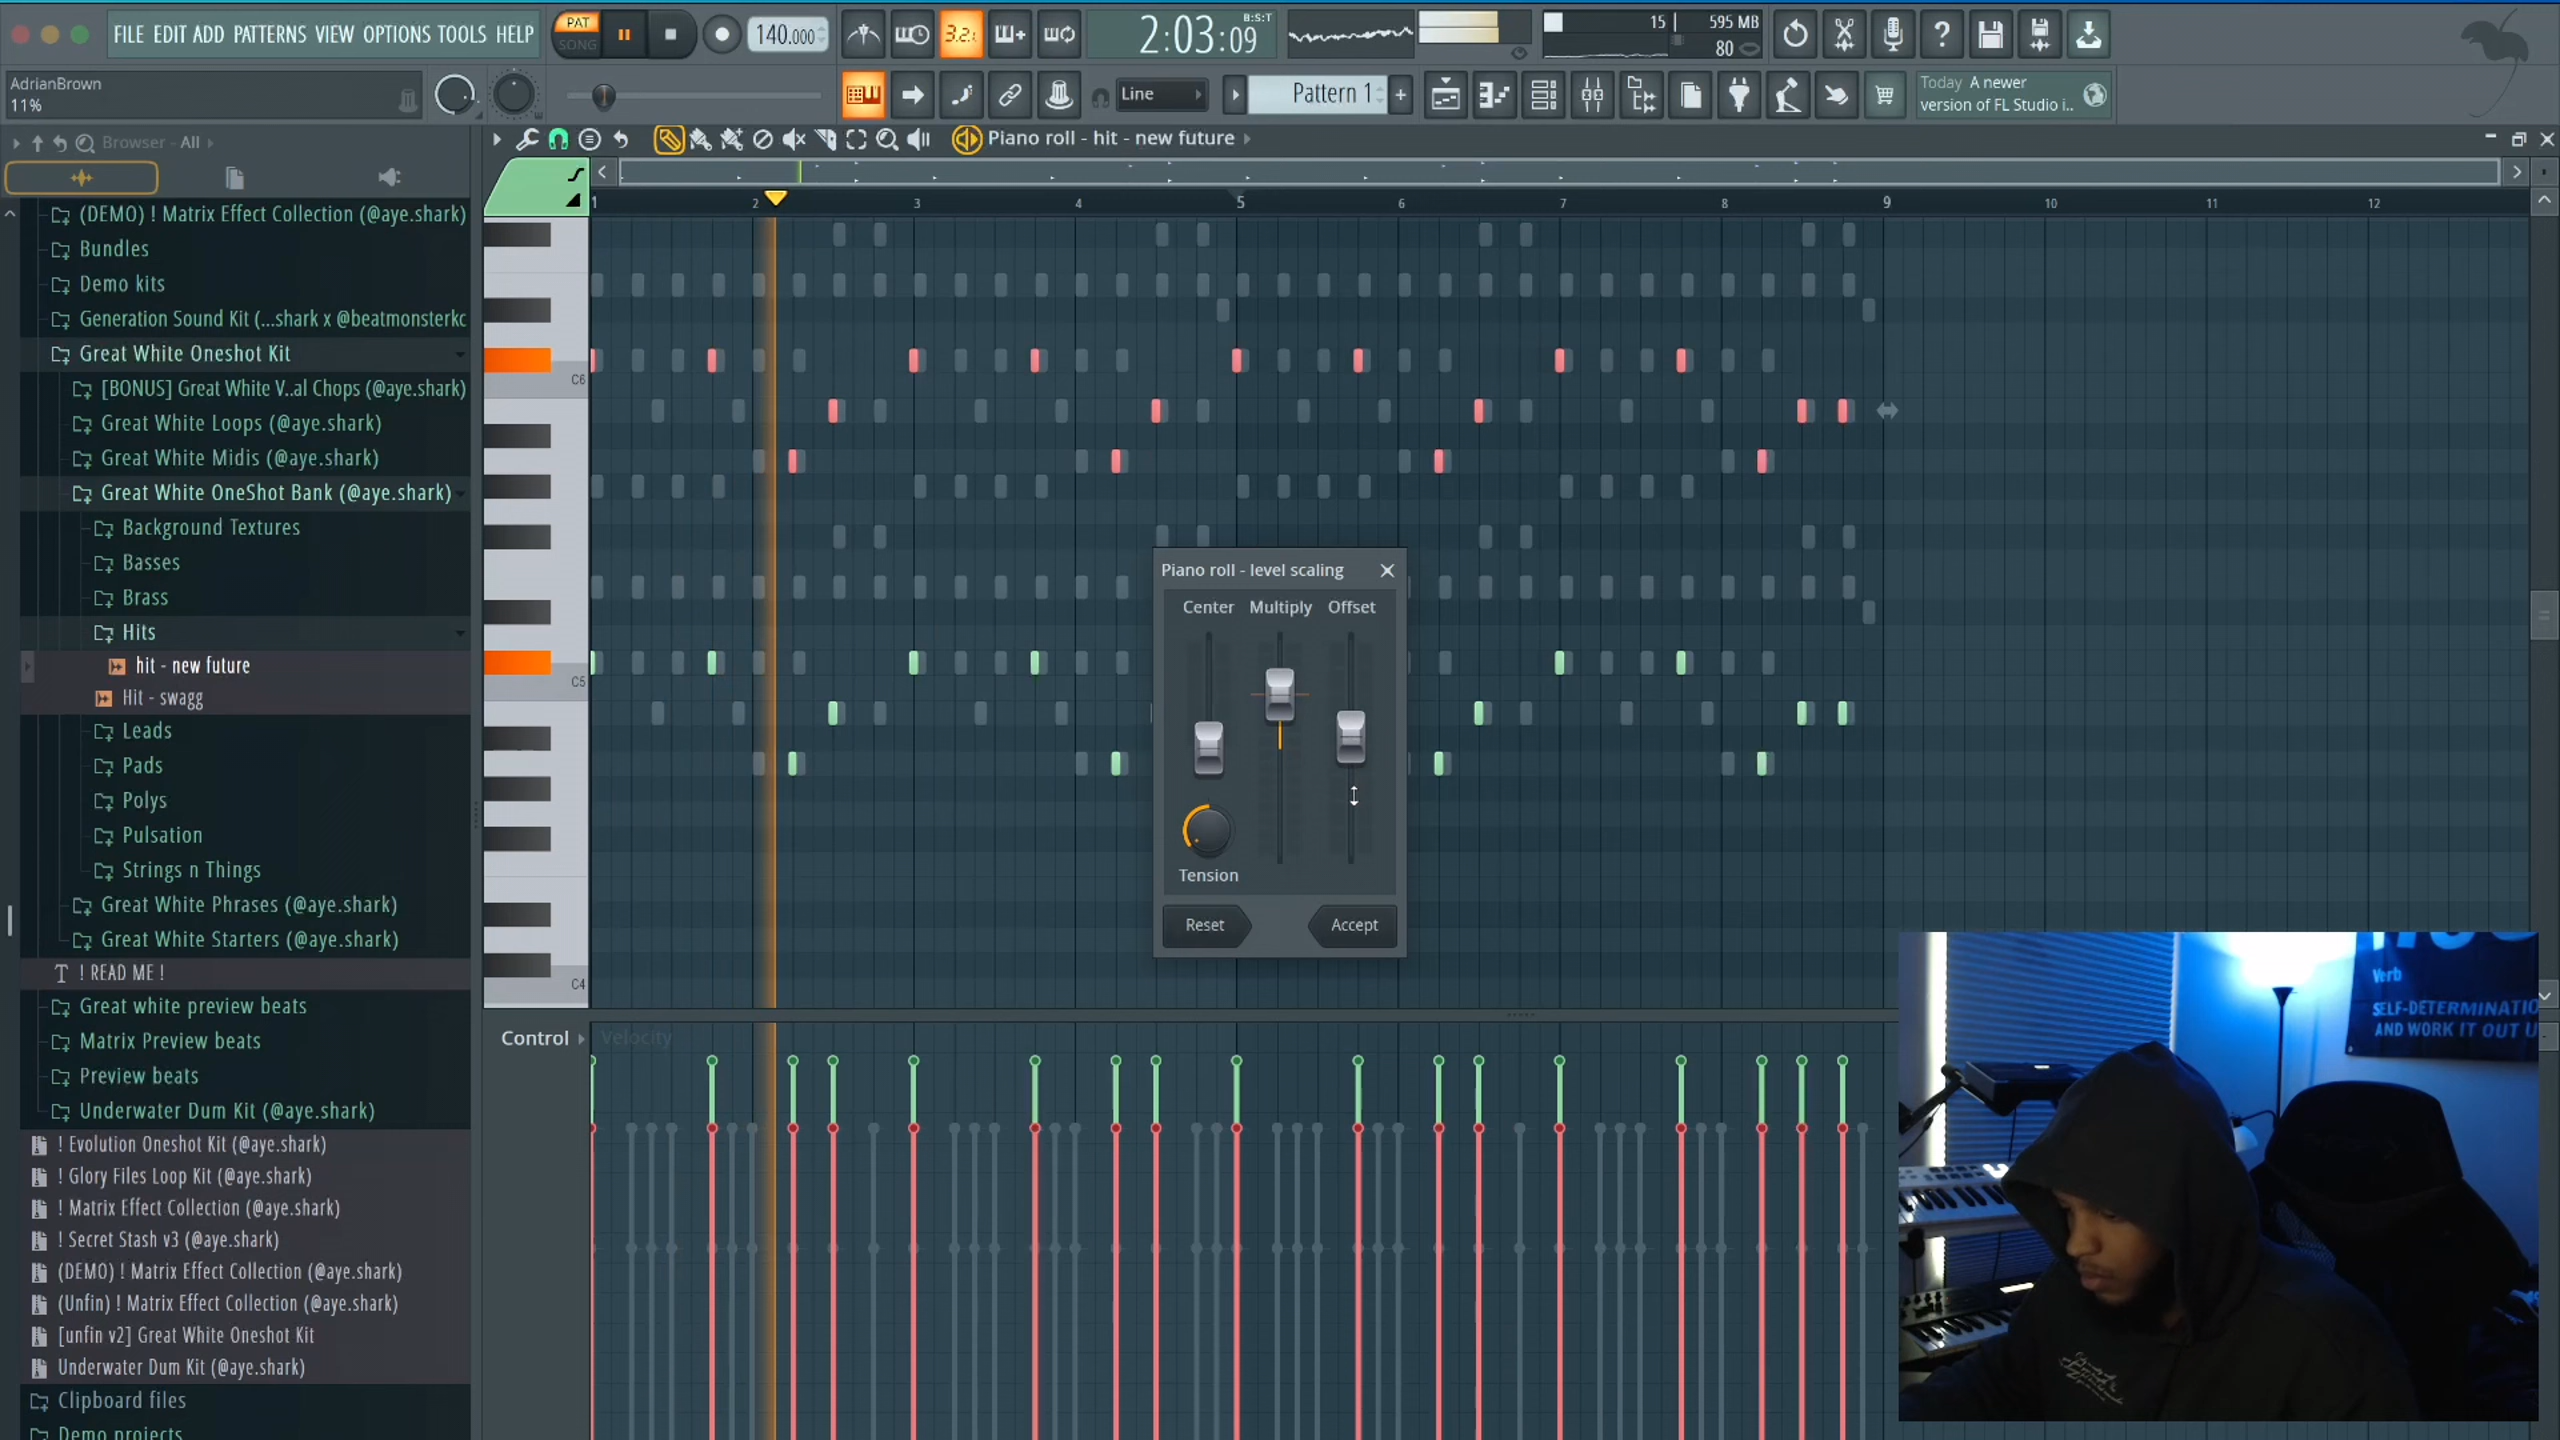 FILE EDIT ADD PATTERNS VIEW OPTIONS TOOLS HELP
PAT
SONG
140.000
3.2.
2:03:09
B:S:T
15
595 MB
80
AdrianBrown
11%
Line
Pattern 1
Today A newer
version of FL Studio i..
Browser - All
Piano roll - hit - new future
1 2 3 4 5 6 7 8 9 10 11 12
(DEMO) ! Matrix Effect Collection (@aye.shark)
Bundles
Demo kits
Generation Sound Kit (...shark x @beatmonsterkc
Great White Oneshot Kit
[BONUS] Great White V..al Chops (@aye.shark)
Great White Loops (@aye.shark)
Great White Midis (@aye.shark)
Great White OneShot Bank (@aye.shark)
Background Textures
Basses
Brass
Hits
hit - new future
Hit - swagg
Leads
Pads
Polys
Pulsation
Strings n Things
Great White Phrases (@aye.shark)
Great White Starters (@aye.shark)
! READ ME !
Great white preview beats
Matrix Preview beats
Preview beats
Underwater Dum Kit (@aye.shark)
! Evolution Oneshot Kit (@aye.shark)
! Glory Files Loop Kit (@aye.shark)
! Matrix Effect Collection (@aye.shark)
! Secret Stash v3 (@aye.shark)
(DEMO) ! Matrix Effect Collection (@aye.shark)
(Unfin) ! Matrix Effect Collection (@aye.shark)
[unfin v2] Great White Oneshot Kit
Underwater Dum Kit (@aye.shark)
Clipboard files
Demo projects
C6
C5
C4
Piano roll - level scaling
Center Multiply Offset
Tension
Reset
Accept
Control
Velocity
Verb
SELF-DETERMINATIO
AND WORK IT OUT U